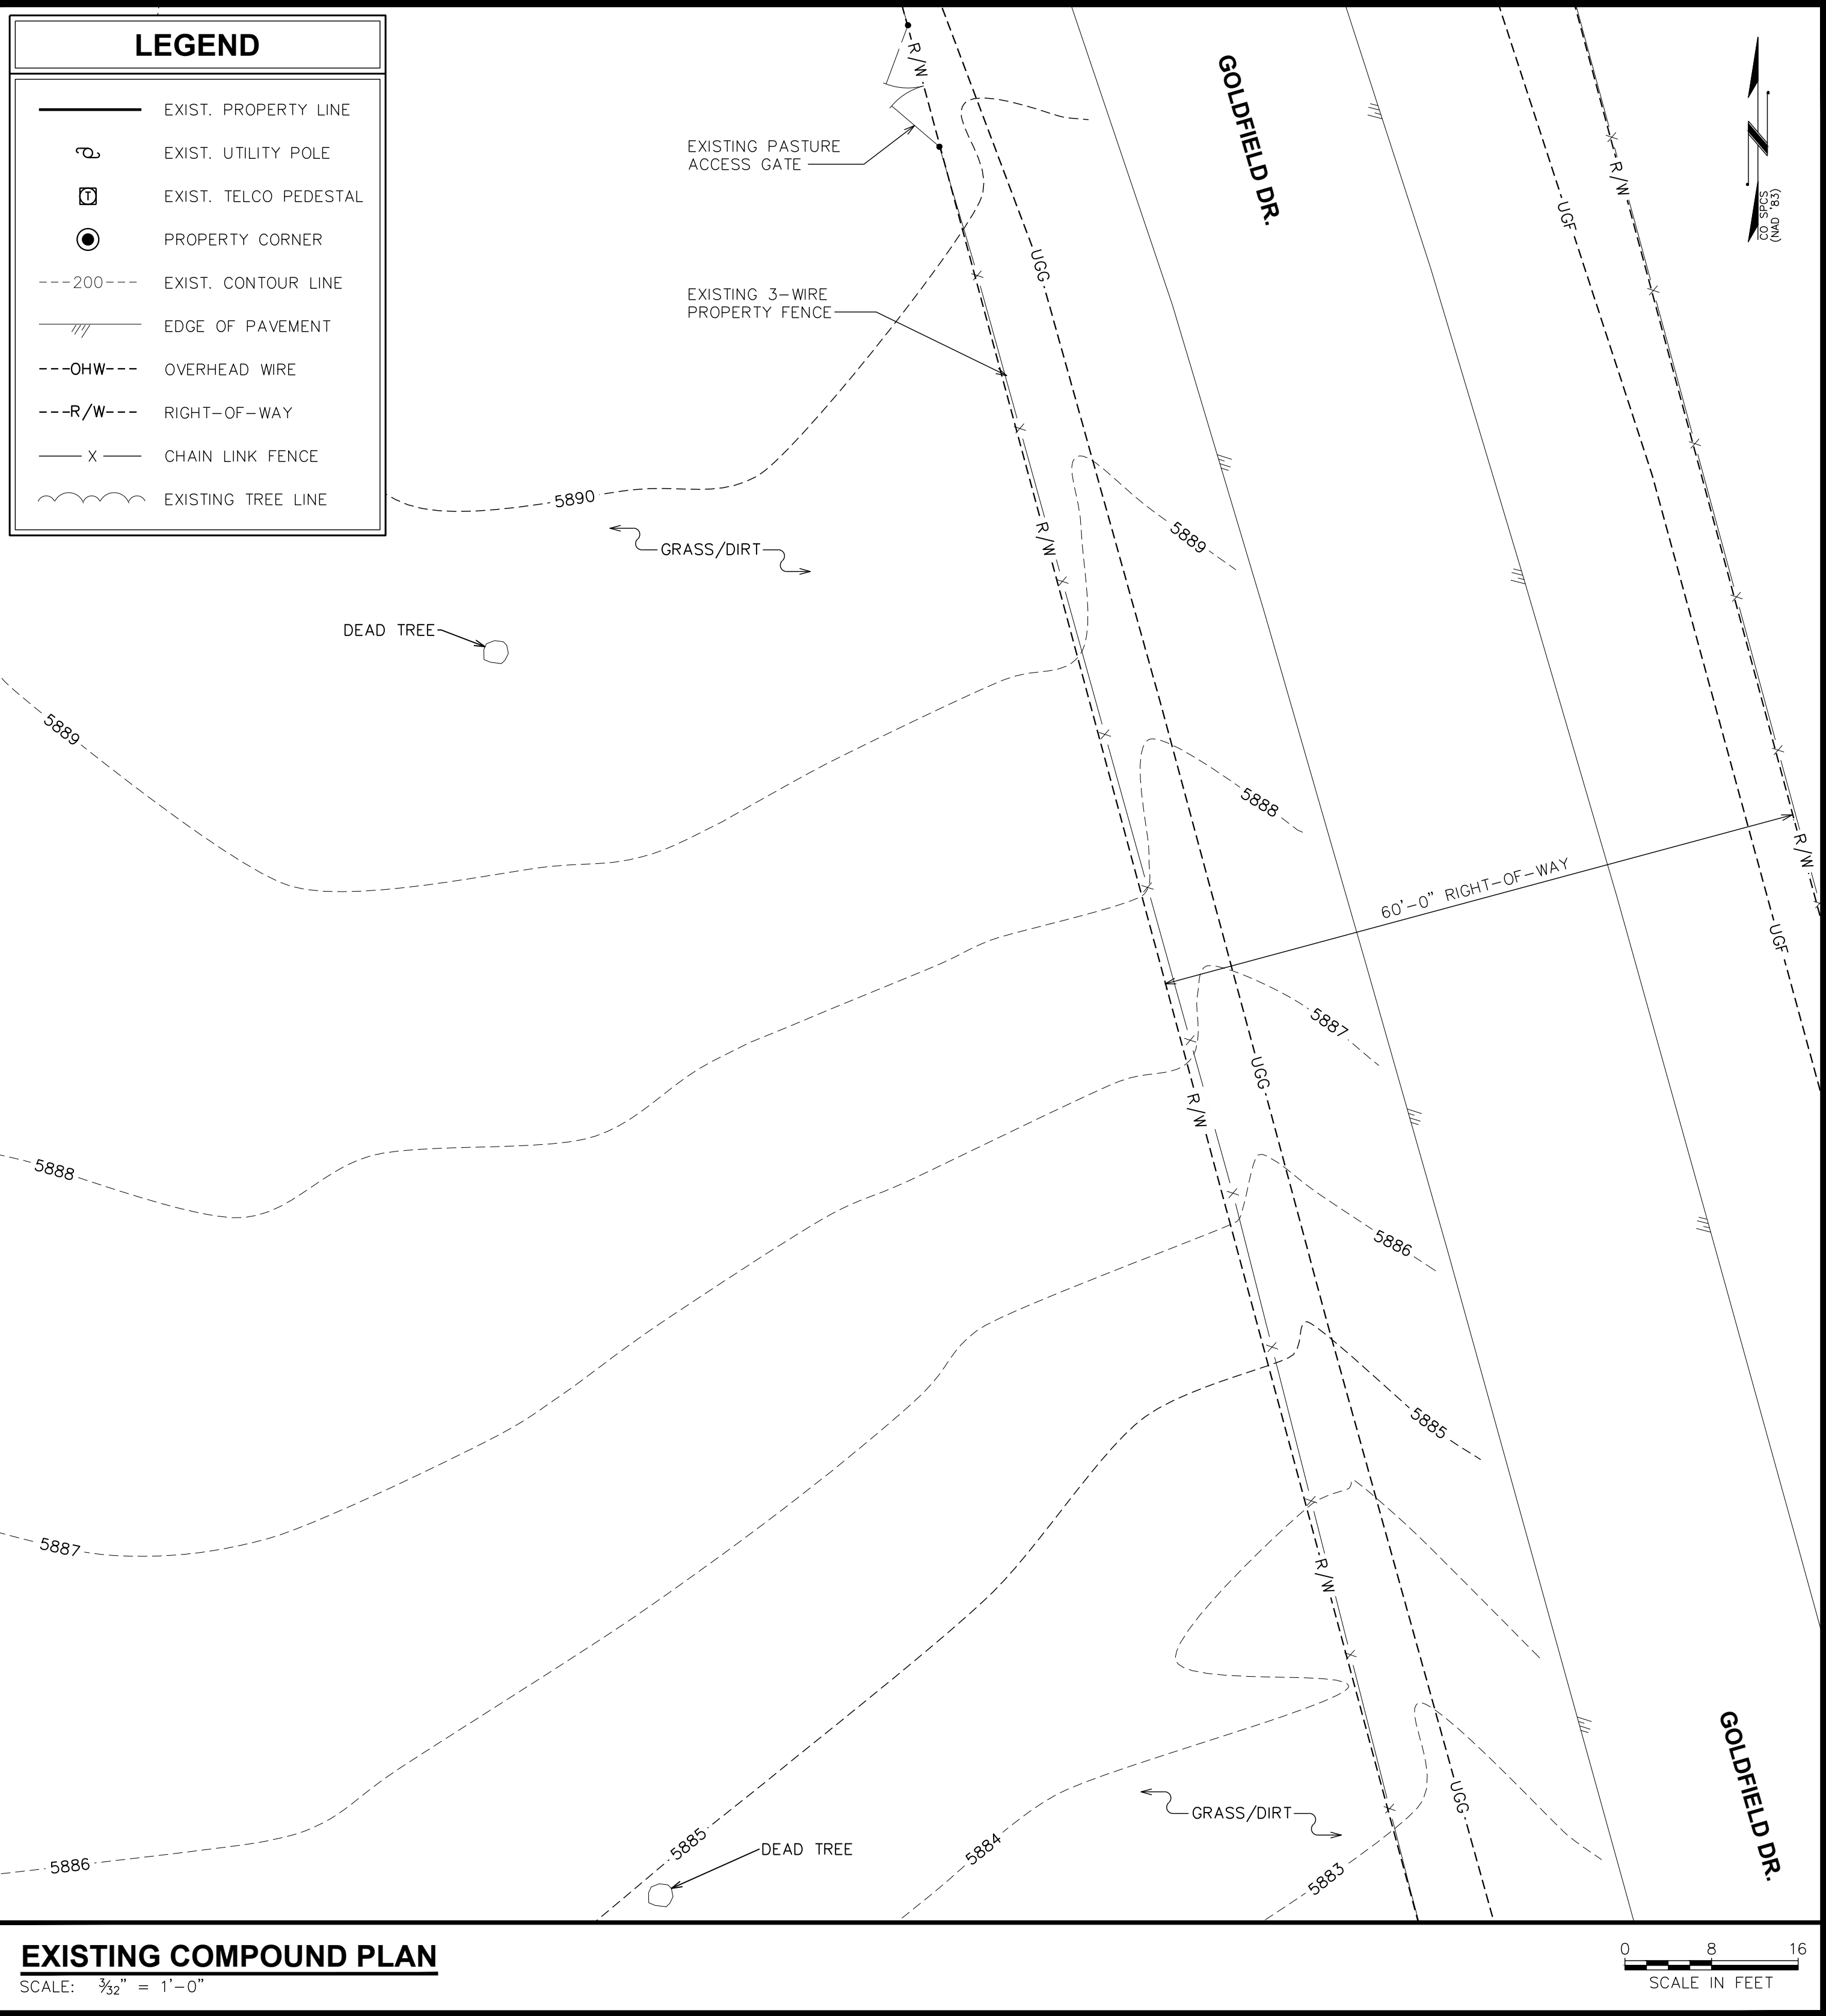 LEGEND
EXIST. PROPERTY LINE
EXIST. UTILITY POLE
T EXIST. TELCO PEDESTAL
PROPERTY CORNER
200 EXIST. CONTOUR LINE
EDGE OF PAVEMENT
OHW OVERHEAD WIRE
R/W RIGHT-OF-WAY
X CHAIN LINK FENCE
EXISTING TREE LINE
R/W
GOLDFIELD DR.
R/W
UGF
N
CO SPCS
(NAD '83)
EXISTING PASTURE
ACCESS GATE
UGG
EXISTING 3-WIRE
PROPERTY FENCE
5890
GRASS/DIRT
R/W
5889
DEAD TREE
5889
5888
R/W
60'-0" RIGHT-OF-WAY
UGF
5887
UGG
R/W
5888
5886
5885
5887
R/W
GOLDFIELD DR.
UGG
GRASS/DIRT
5885
DEAD TREE
5884
5883
5886
EXISTING COMPOUND PLAN
SCALE: 3/32" = 1'-0"
0 8 16
SCALE IN FEET